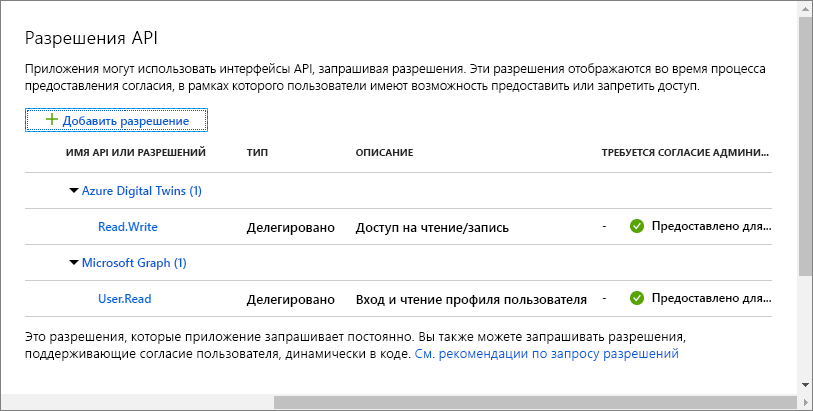 Разрешения API
Приложения могут использовать интерфейсы API, запрашивая разрешения. Эти разрешения отображаются во время процесса
предоставления согласия, в рамках которого пользователи имеют возможность предоставить или запретить доступ.
+ Добавить разрешение
ИМЯ API ИЛИ РАЗРЕШЕНИЙ ТИП ОПИСАНИЕ ТРЕБУЕТСЯ СОГЛАСИЕ АДМИНИ...
Azure Digital Twins (1)
Read.Write Делегировано Доступ на чтение/запись - Предоставлено для...
Microsoft Graph (1)
User.Read Делегировано Вход и чтение профиля пользователя - Предоставлено для...
Это разрешения, которые приложение запрашивает постоянно. Вы также можете запрашивать разрешения,
поддерживающие согласие пользователя, динамически в коде. См. рекомендации по запросу разрешений